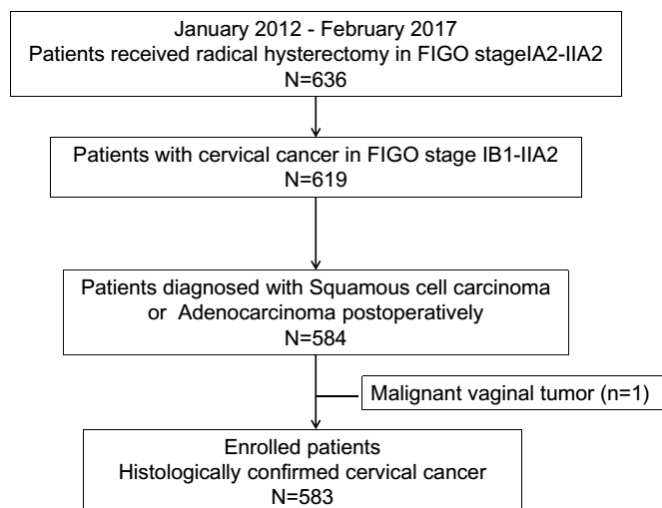 January 2012 - February 2017
Patients received radical hysterectomy in FIGO stageIA2-IIA2
N=636
Patients with cervical cancer in FIGO stage IB1-IIA2
N=619
Patients diagnosed with Squamous cell carcinoma
or Adenocarcinoma postoperatively
N=584
Malignant vaginal tumor (n=1)
Enrolled patients
Histologically confirmed cervical cancer
N=583